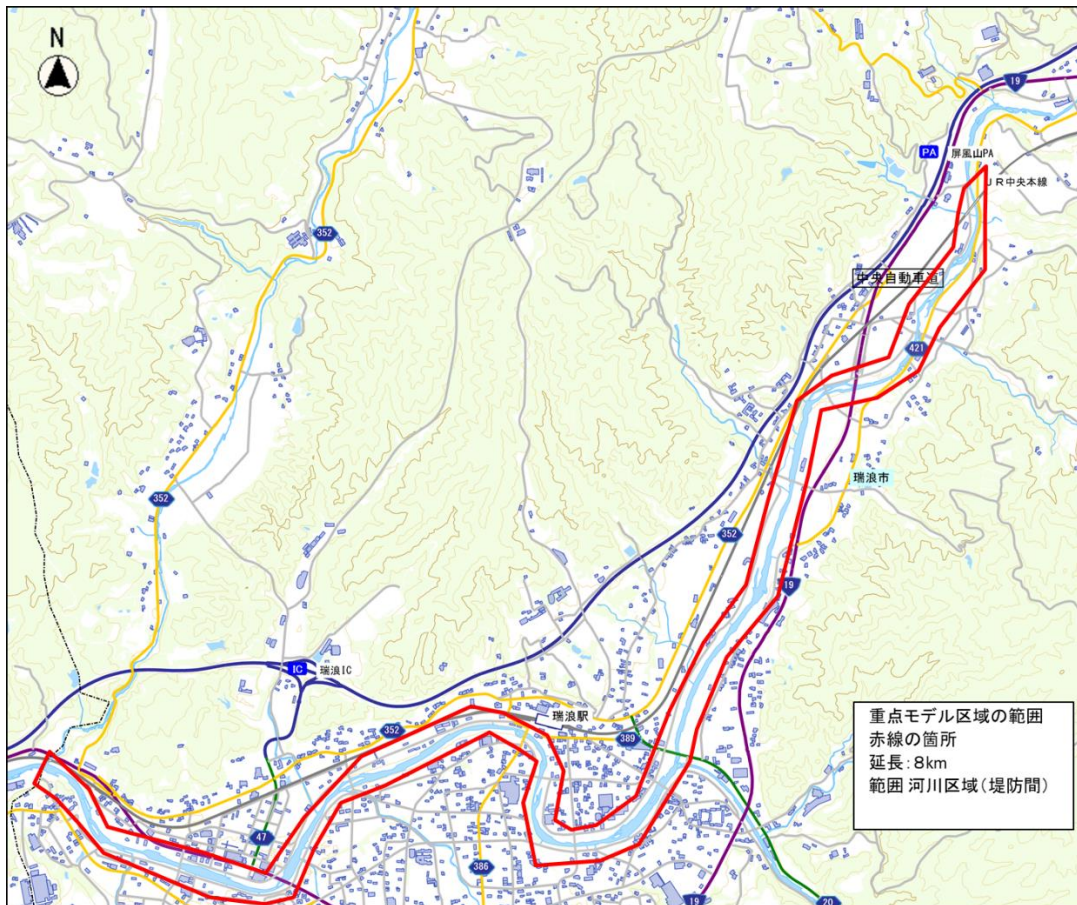 N
19
PA
屏風山PA
JR中央本線
352
中央自動車道
421
瑞浪市
352
352
19
IC
瑞浪IC
瑞浪駅
352
389
重点モデル区域の範囲
赤線の箇所
延長：8km
範囲 河川区域（堤防間）
47
386
19
20